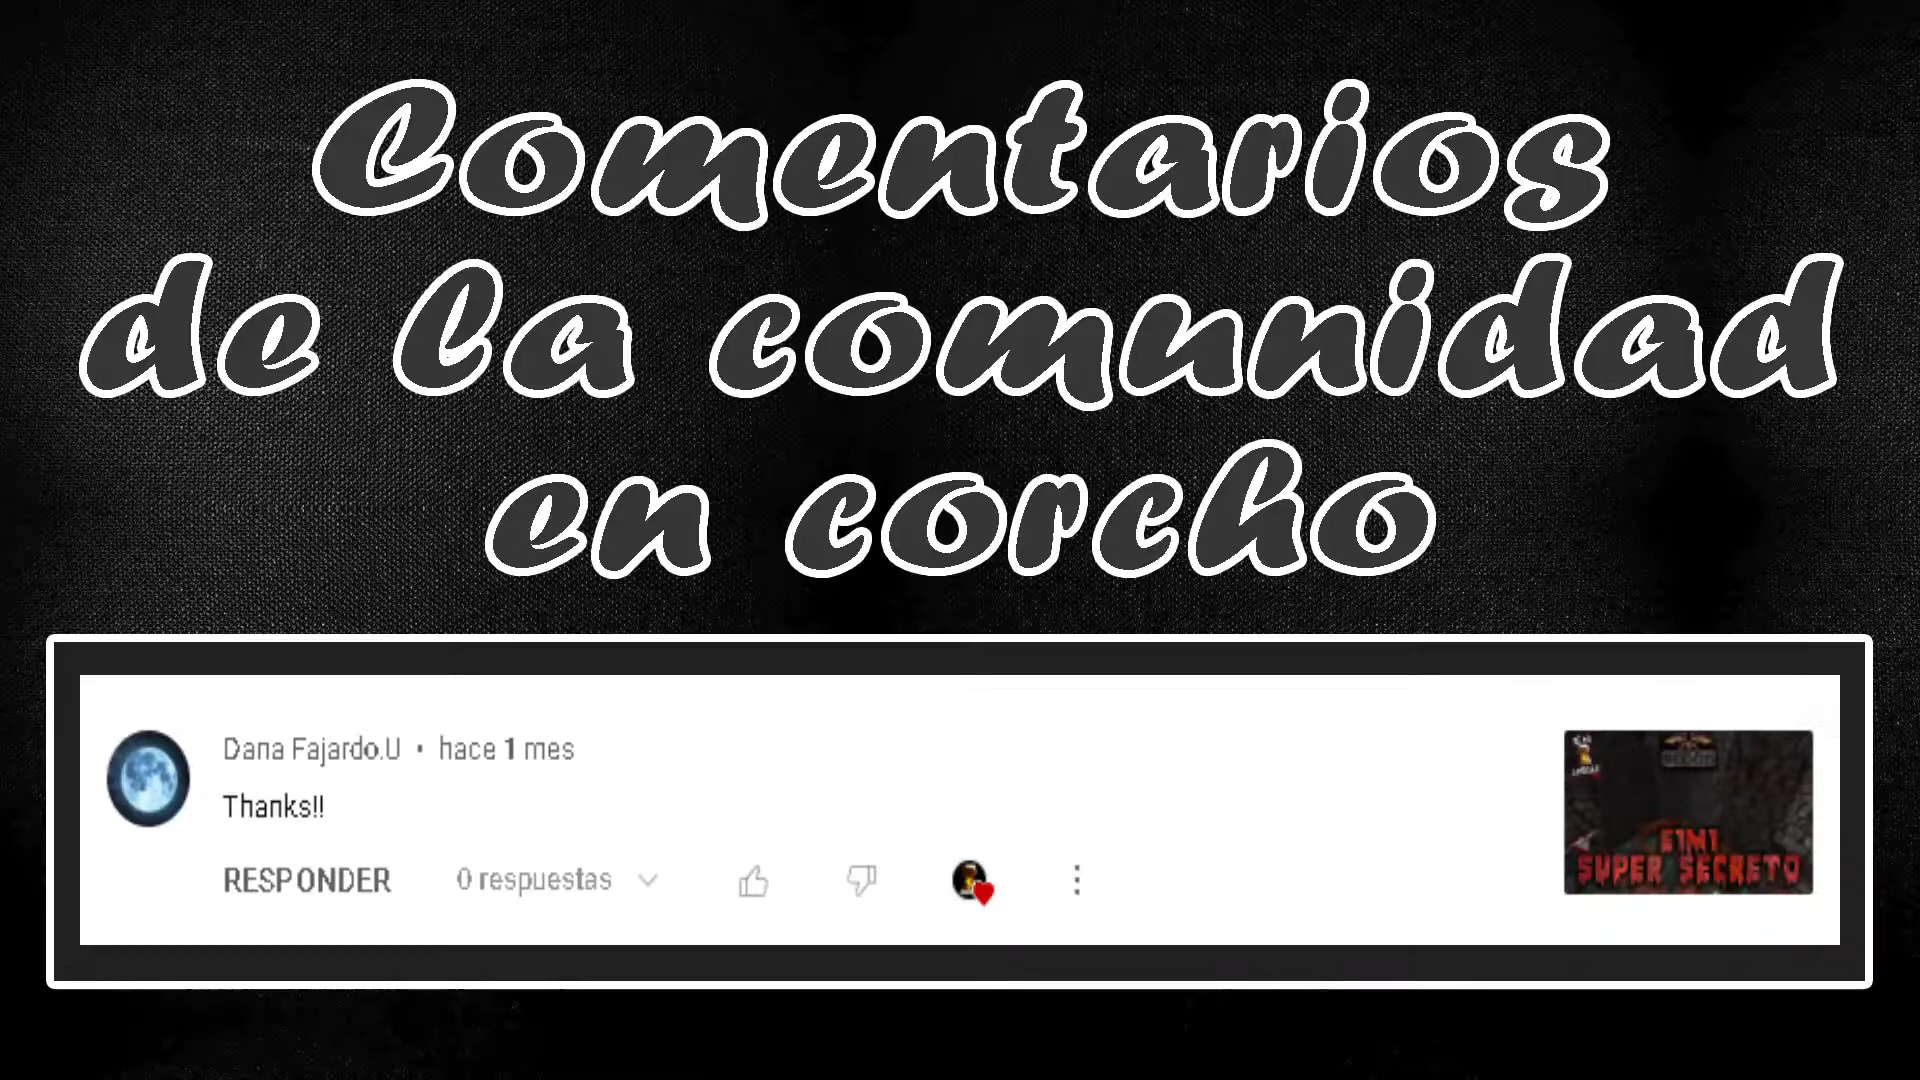 Comentarios
de la comunidad
en corcho
Dana Fajardo.U • hace 1 mes
Thanks!!
RESPONDER 0 respuestas
E1M1
SUPER SECRETO